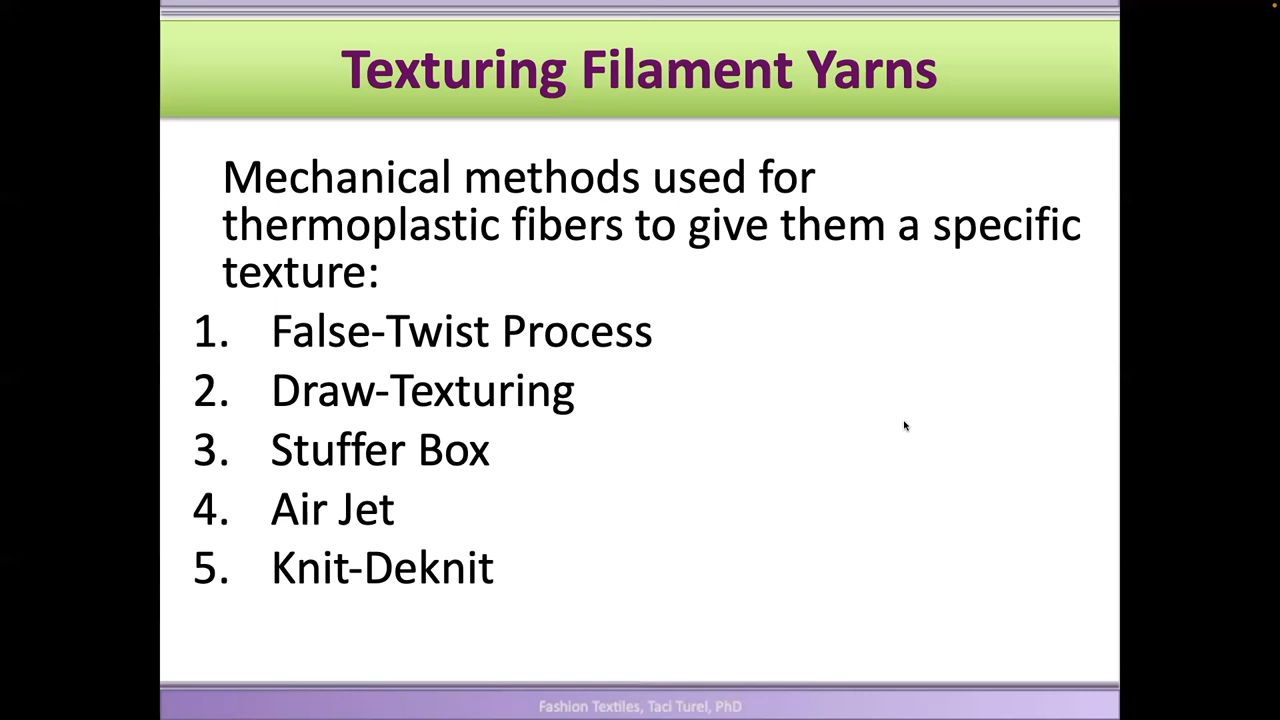 Texturing Filament Yarns
Mechanical methods used for
thermoplastic fibers to give them a specific
texture:
1. False-Twist Process
2. Draw-Texturing
3. Stuffer Box
4. Air Jet
5. Knit-Deknit
Fashion Textiles, Taci Turel, PhD